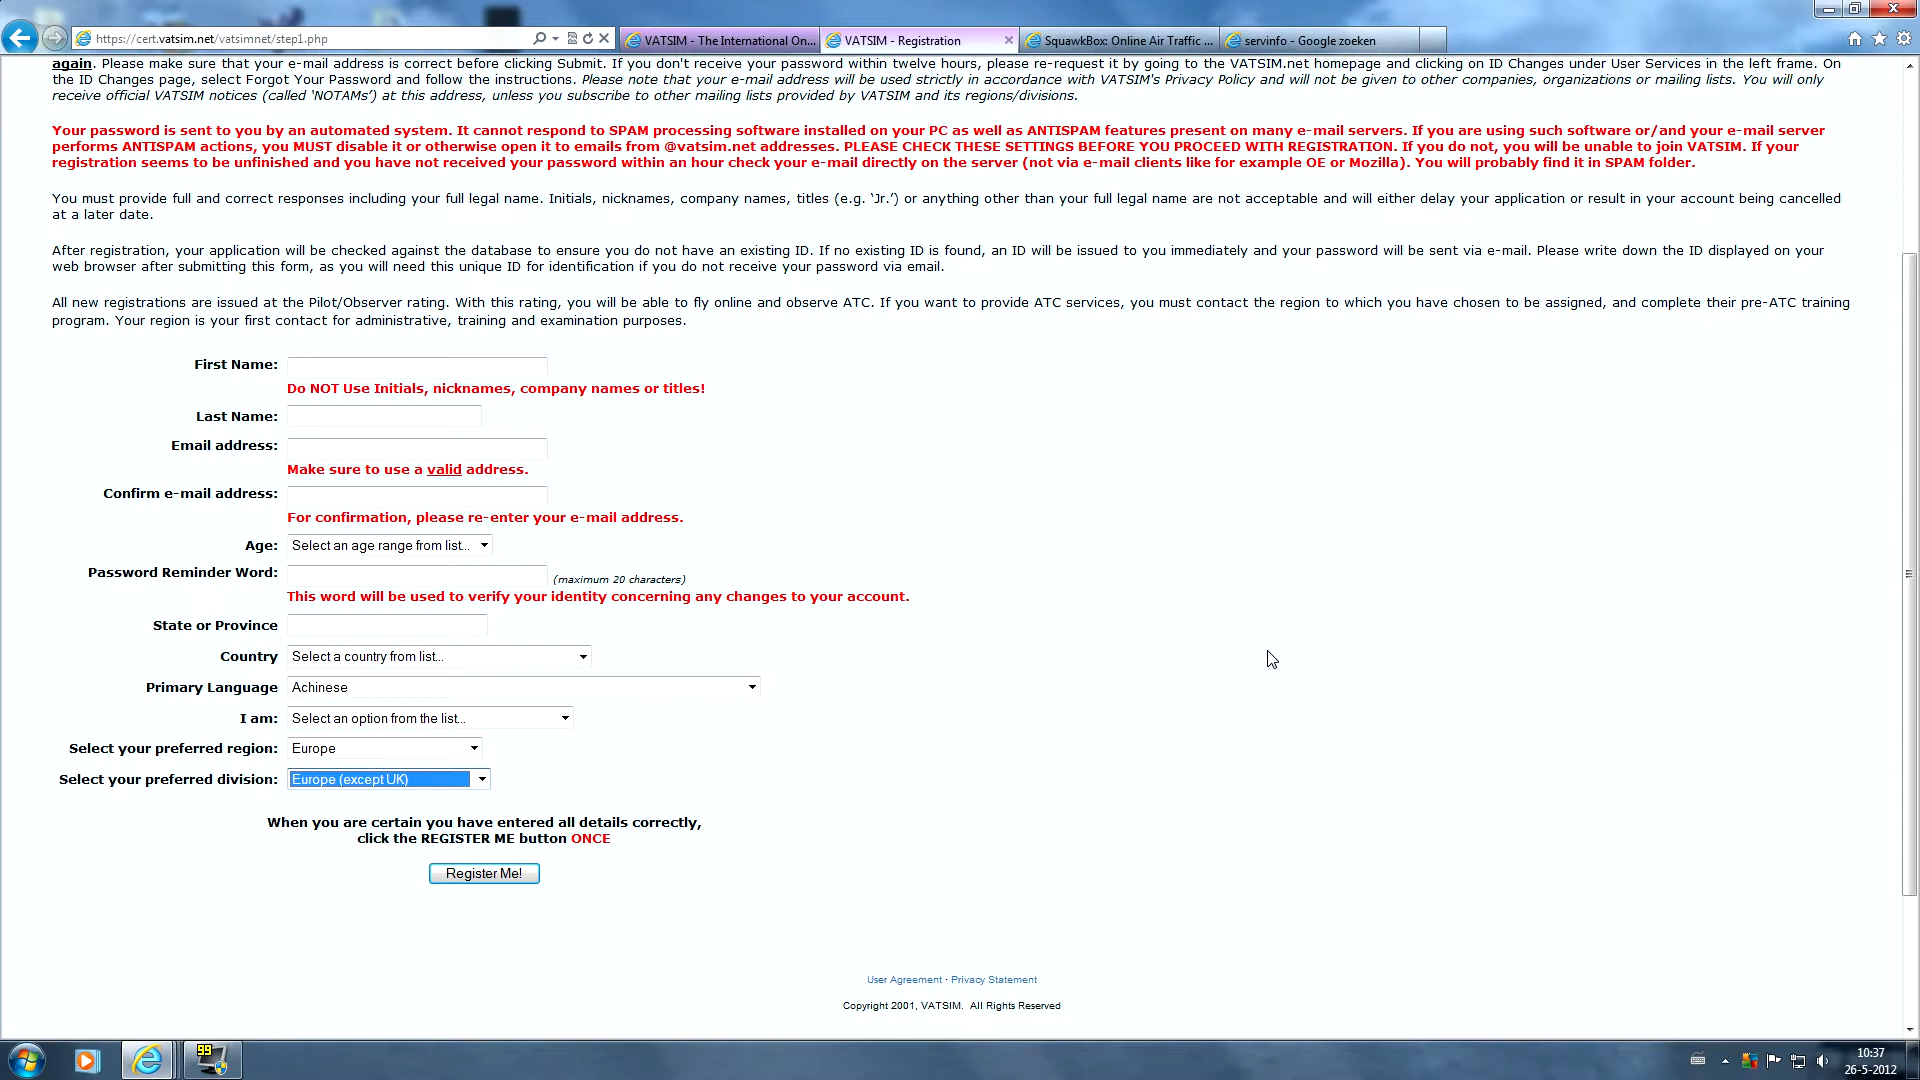 https://cert.vatsim.net/vatsimnet/step1.php
VATSIM - The International On...
VATSIM - Registration
SquawkBox: Online Air Traffic ...
servinfo - Google zoeken
again. Please make sure that your e-mail address is correct before clicking Submit. If you don't receive your password within twelve hours, please re-request it by going to the VATSIM.net homepage and clicking on ID Changes under User Services in the left frame. On
the ID Changes page, select Forgot Your Password and follow the instructions. Please note that your e-mail address will be used strictly in accordance with VATSIM's Privacy Policy and will not be given to other companies, organizations or mailing lists. You will only
receive official VATSIM notices (called ‘NOTAMs’) at this address, unless you subscribe to other mailing lists provided by VATSIM and its regions/divisions.
Your password is sent to you by an automated system. It cannot respond to SPAM processing software installed on your PC as well as ANTISPAM features present on many e-mail servers. If you are using such software or/and your e-mail server
performs ANTISPAM actions, you MUST disable it or otherwise open it to emails from @vatsim.net addresses. PLEASE CHECK THESE SETTINGS BEFORE YOU PROCEED WITH REGISTRATION. If you do not, you will be unable to join VATSIM. If your
registration seems to be unfinished and you have not received your password within an hour check your e-mail directly on the server (not via e-mail clients like for example OE or Mozilla). You will probably find it in SPAM folder.
You must provide full and correct responses including your full legal name. Initials, nicknames, company names, titles (e.g. ‘Jr.’) or anything other than your full legal name are not acceptable and will either delay your application or result in your account being cancelled
at a later date.
After registration, your application will be checked against the database to ensure you do not have an existing ID. If no existing ID is found, an ID will be issued to you immediately and your password will be sent via e-mail. Please write down the ID displayed on your
web browser after submitting this form, as you will need this unique ID for identification if you do not receive your password via email.
All new registrations are issued at the Pilot/Observer rating. With this rating, you will be able to fly online and observe ATC. If you want to provide ATC services, you must contact the region to which you have chosen to be assigned, and complete their pre-ATC training
program. Your region is your first contact for administrative, training and examination purposes.
First Name:
Do NOT Use Initials, nicknames, company names or titles!
Last Name:
Email address:
Make sure to use a valid address.
Confirm e-mail address:
For confirmation, please re-enter your e-mail address.
Age: Select an age range from list...
Password Reminder Word: (maximum 20 characters)
This word will be used to verify your identity concerning any changes to your account.
State or Province
Country Select a country from list...
Primary Language Achinese
I am: Select an option from the list...
Select your preferred region: Europe
Select your preferred division: Europe (except UK)
When you are certain you have entered all details correctly,
click the REGISTER ME button ONCE
Register Me!
User Agreement · Privacy Statement
Copyright 2001, VATSIM. All Rights Reserved
99
10:37
26-5-2012